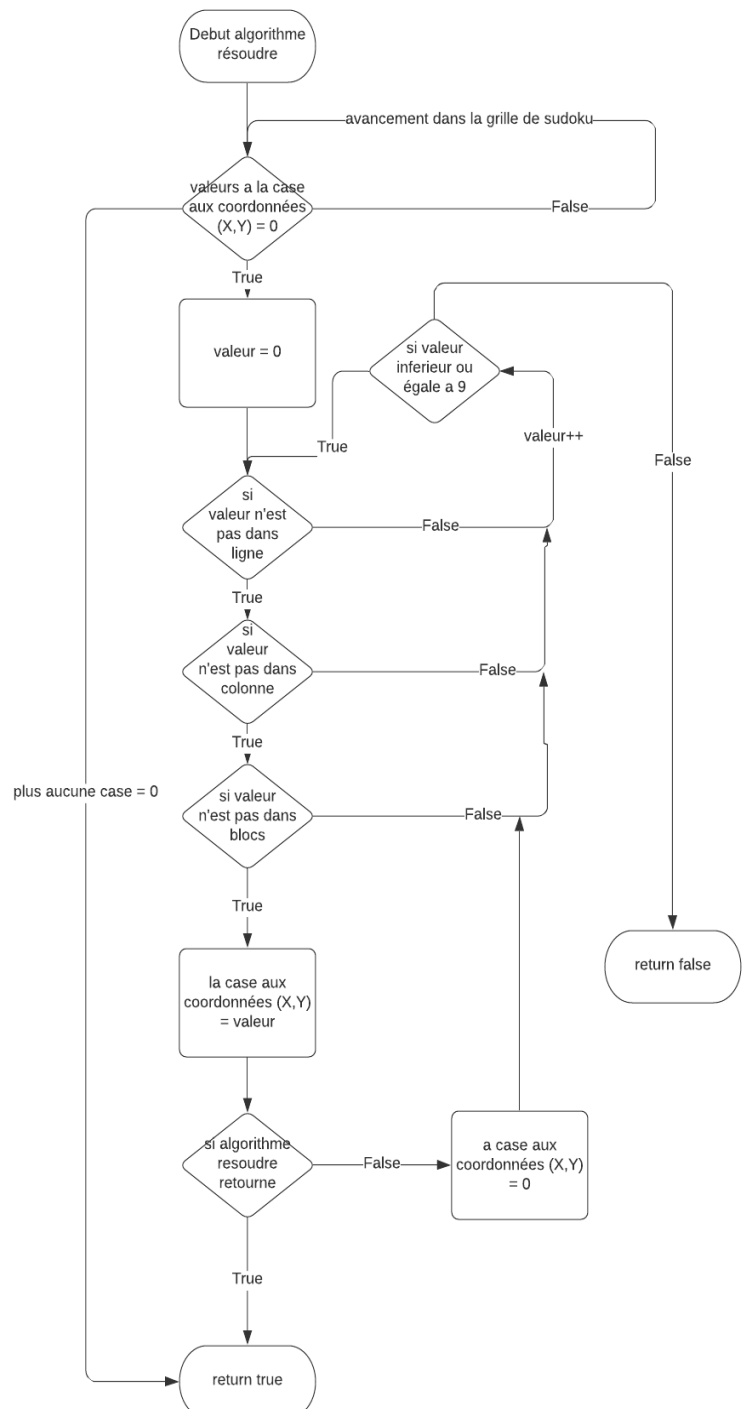 Debut algorithme
résoudre
avancement dans la grille de sudoku
valeurs a la case
aux coordonnées
(X,Y) = 0
False
True
valeur = 0
si valeur
inferieur ou
égale a 9
True
valeur++
False
si
valeur n'est
pas dans
ligne
False
True
si
valeur
n'est pas dans
colonne
False
True
plus aucune case = 0
si valeur
n'est pas dans
blocs
False
True
return false
la case aux
coordonnées (X,Y)
= valeur
si algorithme
resoudre
retourne
False
a case aux
coordonnées (X,Y)
= 0
True
return true